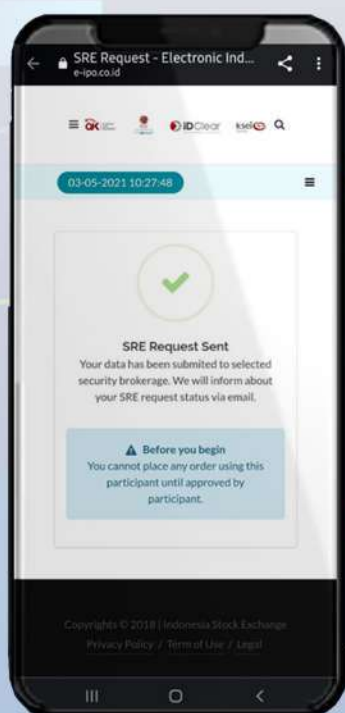 SRE Request - Electronic Ind...
e-ipo.co.id
iDClear ksei
03-05-2021 10:27:48
SRE Request Sent
Your data has been submited to selected
security brokerage. We will inform about
your SRE request status via email.
Before you begin
You cannot place any order using this
participant until approved by
participant.
Copyrights © 2018 | Indonesia Stock Exchange
Privacy Policy / Term of Use / Legal